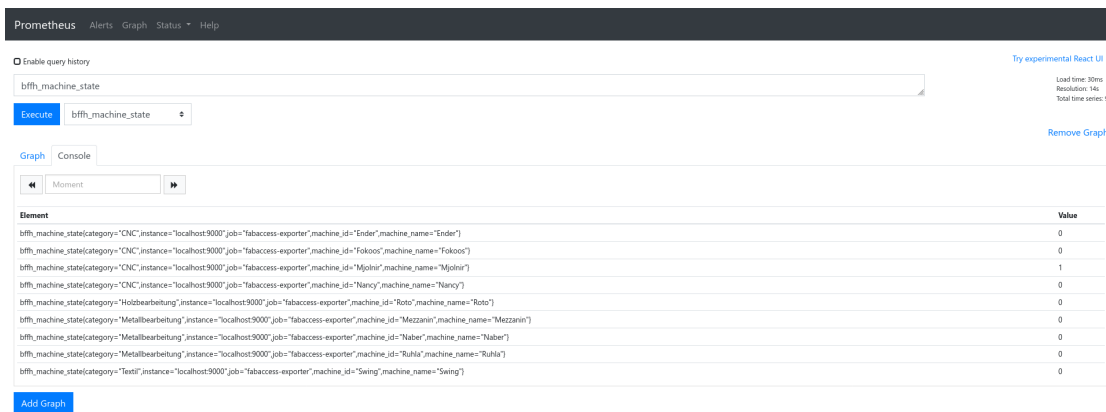 Prometheus Alerts Graph Status Help
Enable query history
Try experimental React UI
bffh_machine_state
Load time: 30ms
Resolution: 14s
Total time series: 9
Execute bffh_machine_state
Remove Graph
Graph Console
Moment
Element Value
bffh_machine_state{category="CNC",instance="localhost:9000",job="fabaccess-exporter",machine_id="Ender",machine_name="Ender"} 0
bffh_machine_state{category="CNC",instance="localhost:9000",job="fabaccess-exporter",machine_id="Fokoos",machine_name="Fokoos"} 0
bffh_machine_state{category="CNC",instance="localhost:9000",job="fabaccess-exporter",machine_id="Mjolnir",machine_name="Mjolnir"} 1
bffh_machine_state{category="CNC",instance="localhost:9000",job="fabaccess-exporter",machine_id="Nancy",machine_name="Nancy"} 0
bffh_machine_state{category="Holzbearbeitung",instance="localhost:9000",job="fabaccess-exporter",machine_id="Roto",machine_name="Roto"} 0
bffh_machine_state{category="Metallbearbeitung",instance="localhost:9000",job="fabaccess-exporter",machine_id="Mezzanin",machine_name="Mezzanin"} 0
bffh_machine_state{category="Metallbearbeitung",instance="localhost:9000",job="fabaccess-exporter",machine_id="Naber",machine_name="Naber"} 0
bffh_machine_state{category="Metallbearbeitung",instance="localhost:9000",job="fabaccess-exporter",machine_id="Ruhla",machine_name="Ruhla"} 0
bffh_machine_state{category="Textil",instance="localhost:9000",job="fabaccess-exporter",machine_id="Swing",machine_name="Swing"} 0
Add Graph